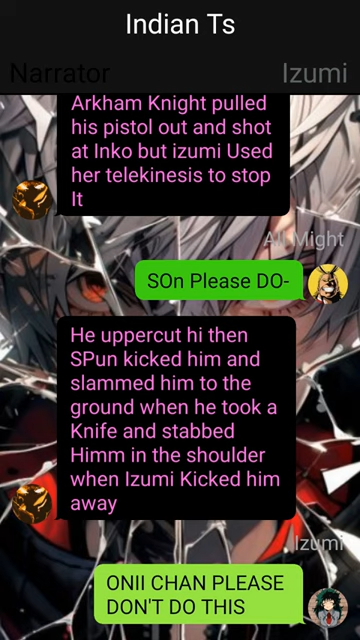 Indian Ts
Narrator
Izumi
Arkham Knight pulled
his pistol out and shot
at Inko but izumi Used
her telekinesis to stop
It
All Might
SOn Please DO-
He uppercut hi then
SPun kicked him and
slammed him to the
ground when he took a
Knife and stabbed
Himm in the shoulder
when Izumi Kicked him
away
Izumi
ONII CHAN PLEASE
DON'T DO THIS